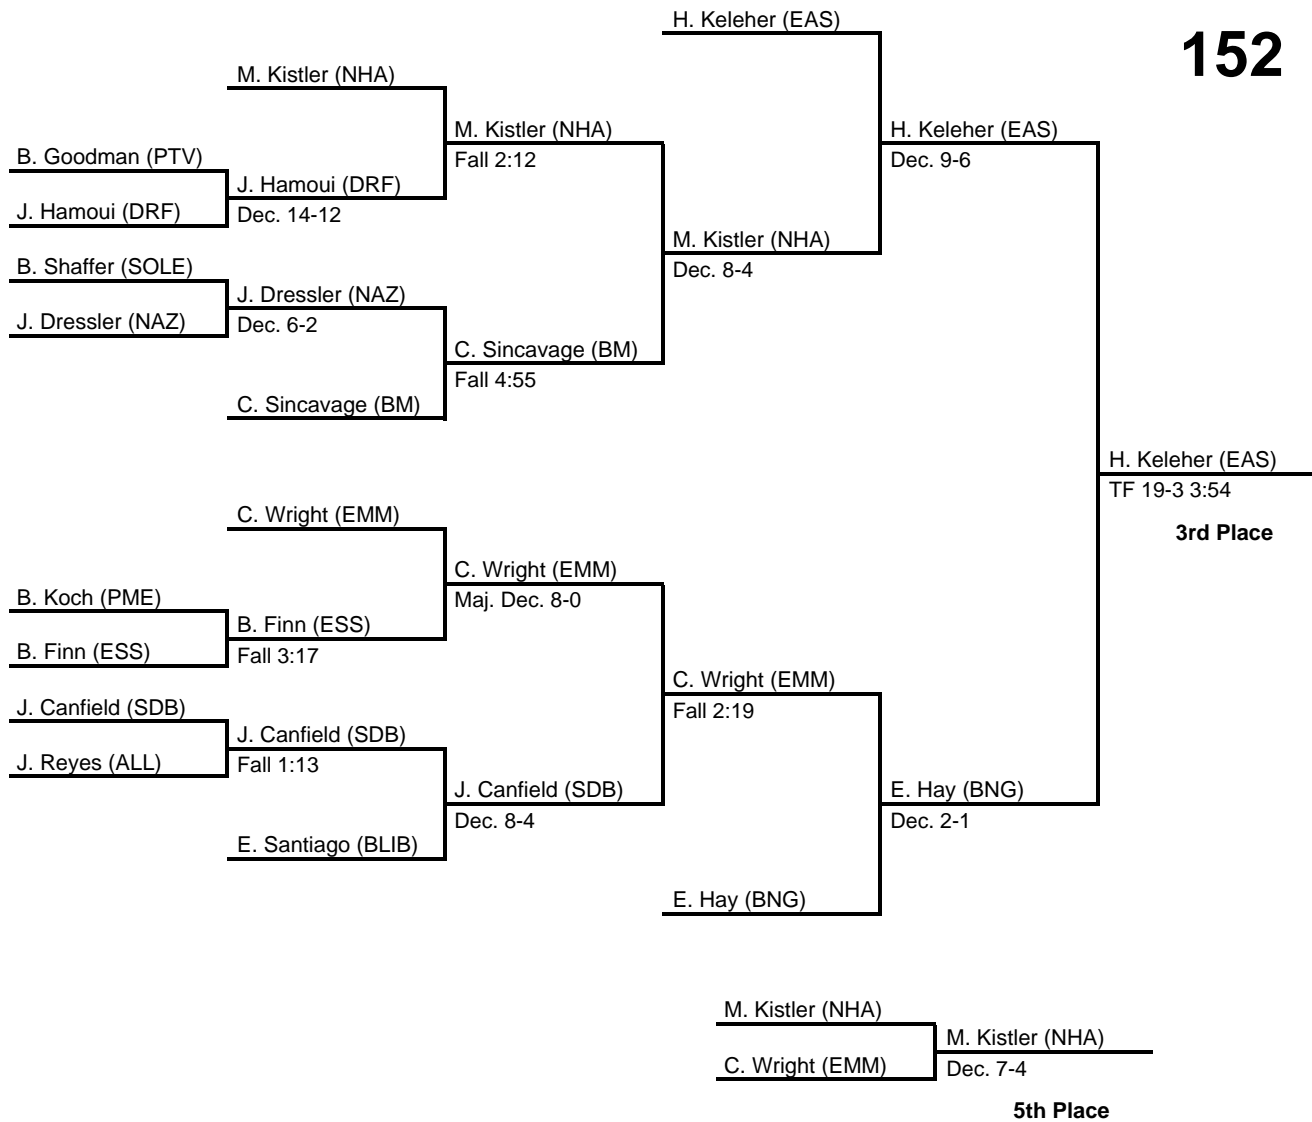 H. Keleher (EAS)
152
M. Kistler (NHA)
M. Kistler (NHA)
Fall 2:12
H. Keleher (EAS)
Dec. 9-6
B. Goodman (PTV)
J. Hamoui (DRF)
Dec. 14-12
J. Hamoui (DRF)
M. Kistler (NHA)
Dec. 8-4
B. Shaffer (SOLE)
J. Dressler (NAZ)
Dec. 6-2
J. Dressler (NAZ)
C. Sincavage (BM)
Fall 4:55
C. Sincavage (BM)
H. Keleher (EAS)
TF 19-3 3:54
3rd Place
C. Wright (EMM)
C. Wright (EMM)
Maj. Dec. 8-0
B. Koch (PME)
B. Finn (ESS)
Fall 3:17
B. Finn (ESS)
C. Wright (EMM)
Fall 2:19
J. Canfield (SDB)
J. Canfield (SDB)
Fall 1:13
J. Reyes (ALL)
J. Canfield (SDB)
Dec. 8-4
E. Hay (BNG)
Dec. 2-1
E. Santiago (BLIB)
E. Hay (BNG)
M. Kistler (NHA)
M. Kistler (NHA)
Dec. 7-4
C. Wright (EMM)
5th Place